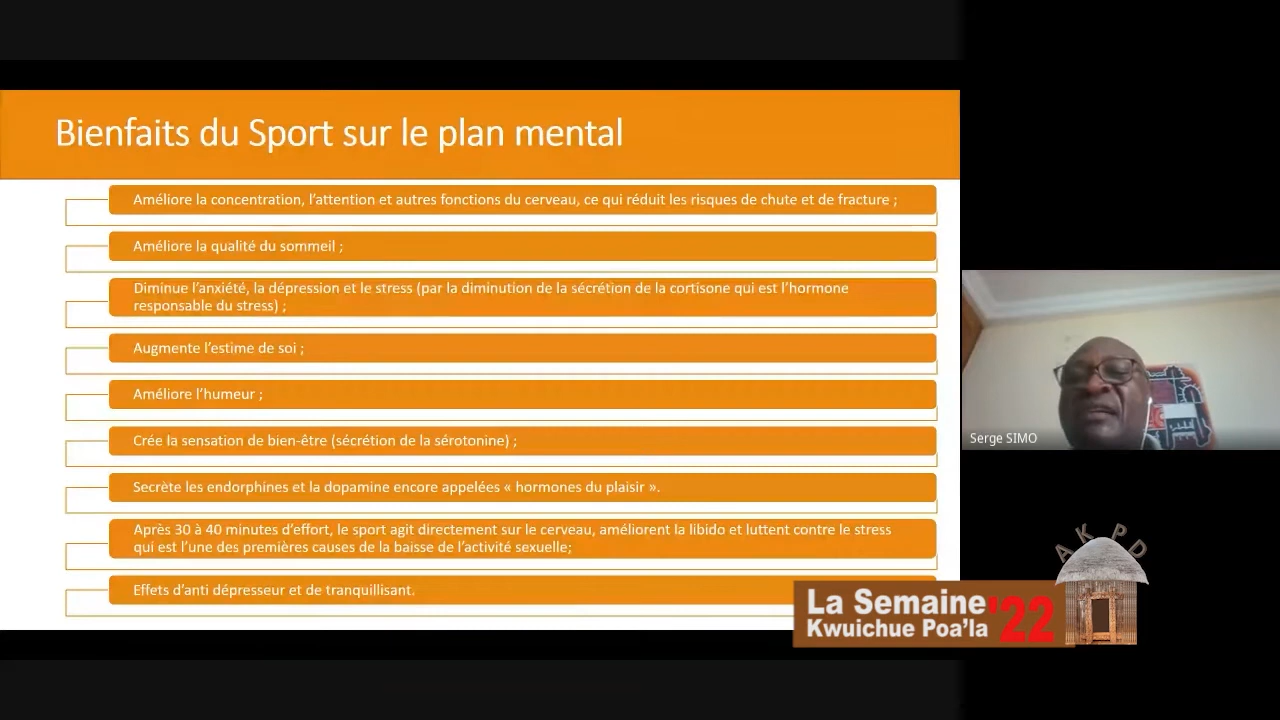 Bienfaits du Sport sur le plan mental
Améliore la concentration, l'attention et autres fonctions du cerveau, ce qui réduit les risques de chute et de fracture ;
Améliore la qualité du sommeil ;
Diminue l'anxiété, la dépression et le stress (par la diminution de la sécrétion de la cortisone qui est l'hormone
responsable du stress) ;
Augmente l'estime de soi ;
Améliore l'humeur ;
Crée la sensation de bien-être (sécrétion de la sérotonine) ;
Secrète les endorphines et la dopamine encore appelées « hormones du plaisir ».
Après 30 à 40 minutes d'effort, le sport agit directement sur le cerveau, améliorent la libido et luttent contre le stress
qui est l'une des premières causes de la baisse de l'activité sexuelle;
Effets d'anti dépresseur et de tranquillisant.
Serge SIMO
AKPD
La Semaine'22
Kwuichue Poa'la